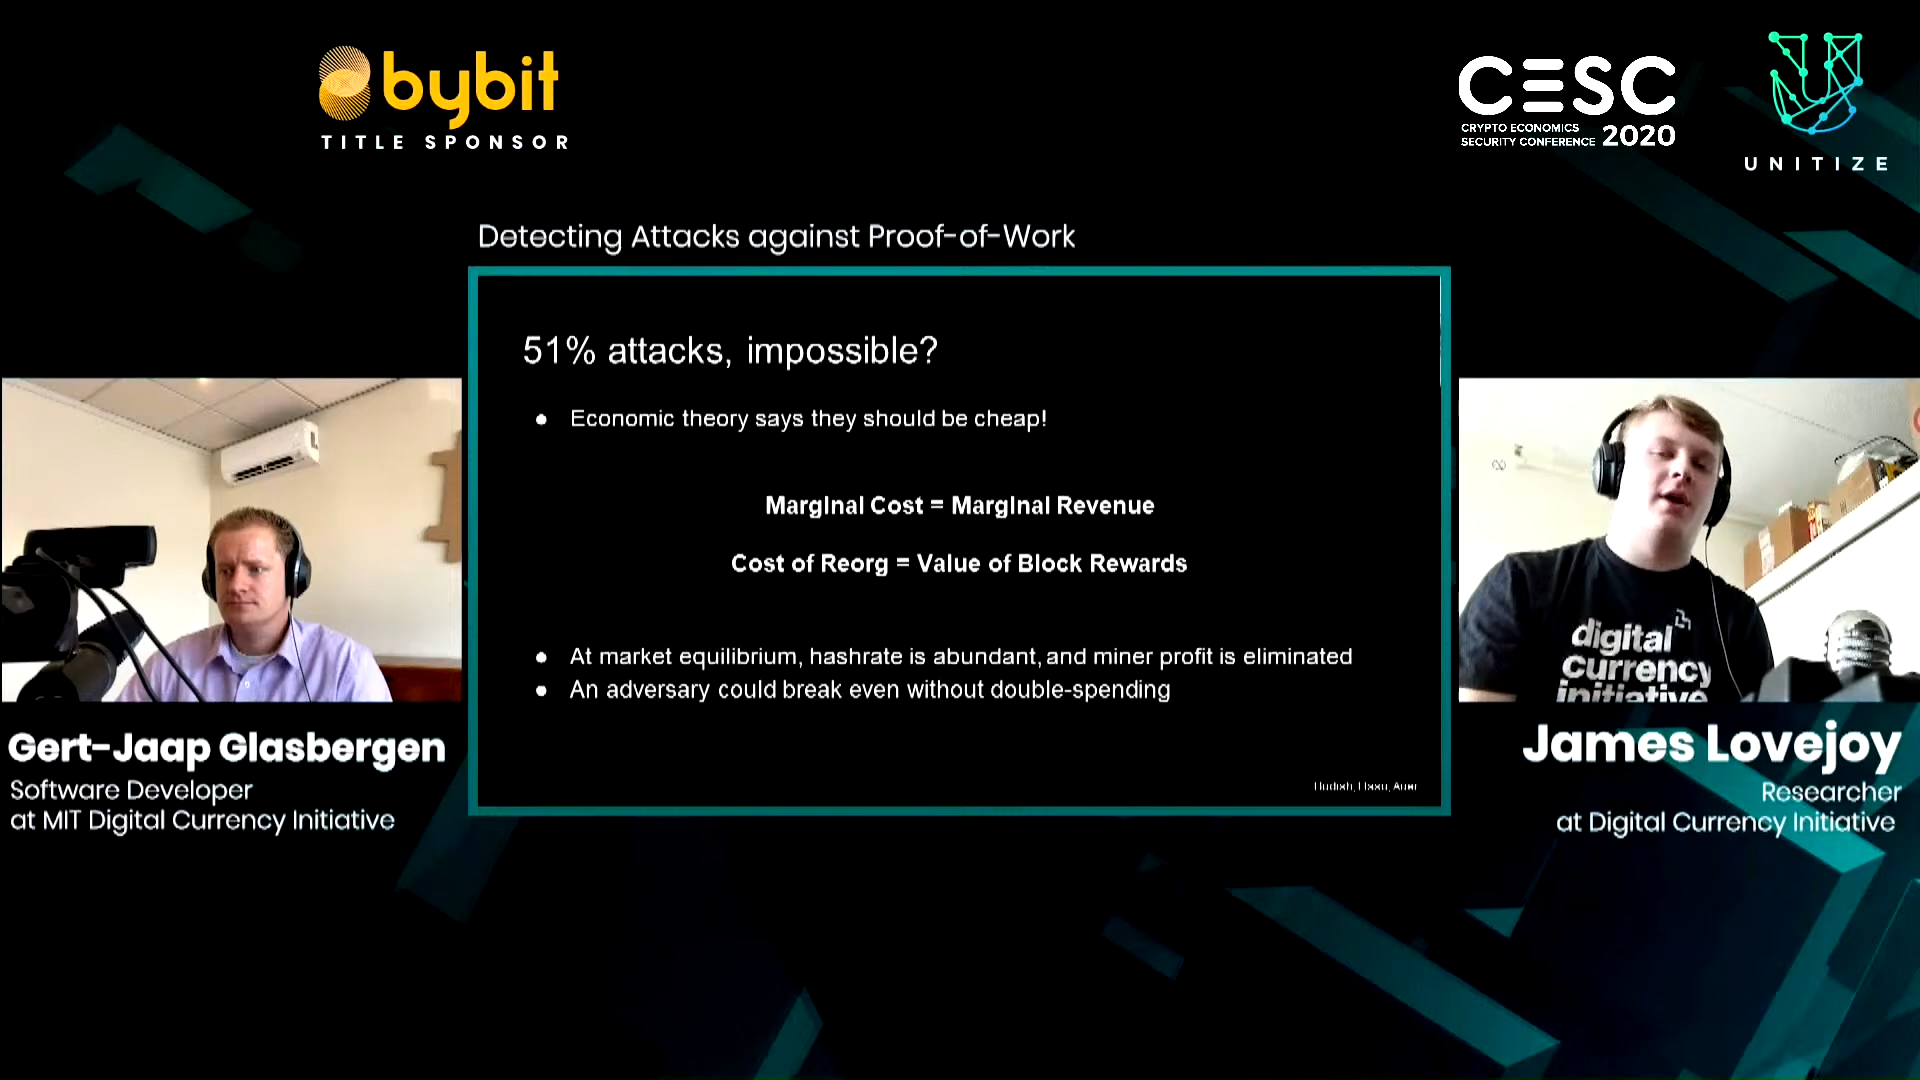 bybit
TITLE SPONSOR
CESC
CRYPTO ECONOMICS
SECURITY CONFERENCE 2020
UNITIZE
Detecting Attacks against Proof-of-Work
51% attacks, impossible?
● Economic theory says they should be cheap!
Marginal Cost = Marginal Revenue
Cost of Reorg = Value of Block Rewards
● At market equilibrium, hashrate is abundant, and miner profit is eliminated
● An adversary could break even without double-spending
digital
currency
initiative
Gert-Jaap Glasbergen
Software Developer
at MIT Digital Currency Initiative
James Lovejoy
Researcher
at Digital Currency Initiative